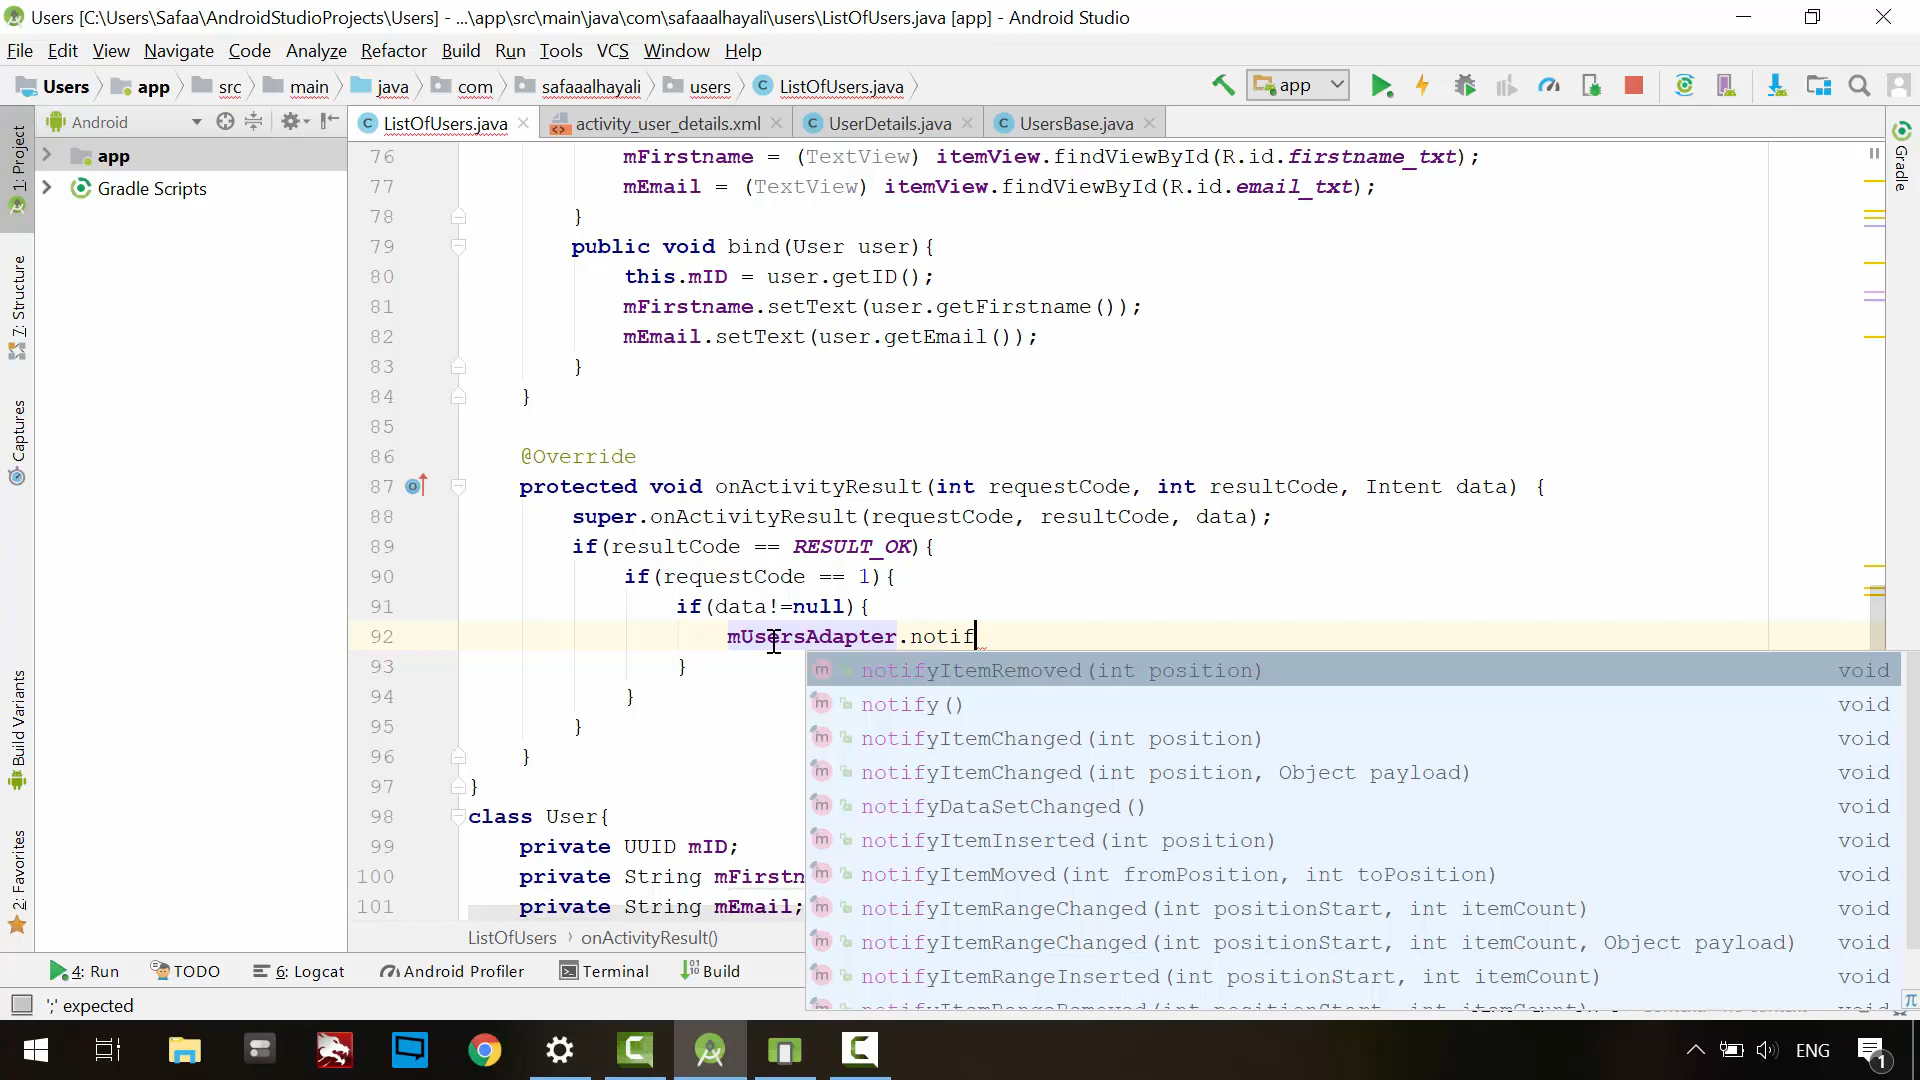 Users [C:\Users\Safaa\AndroidStudioProjects\Users] - ...\app\src\main\java\com\safaaalhayali\users\ListOfUsers.java [app] - Android Studio
File Edit View Navigate Code Analyze Refactor Build Run Tools VCS Window Help
Users app src main java com safaaalhayali users ListOfUsers.java app
Android ListOfUsers.java activity_user_details.xml UserDetails.java UsersBase.java
1: Project
7: Structure
Captures
Build Variants
2: Favorites
Gradle
app
Gradle Scripts
76 mFirstname = (TextView) itemView.findViewById(R.id.firstname_txt);
77 mEmail = (TextView) itemView.findViewById(R.id.email_txt);
78 }
79 public void bind(User user){
80 this.mID = user.getID();
81 mFirstname.setText(user.getFirstname());
82 mEmail.setText(user.getEmail());
83 }
84 }
85
86 @Override
87 protected void onActivityResult(int requestCode, int resultCode, Intent data) {
88 super.onActivityResult(requestCode, resultCode, data);
89 if(resultCode == RESULT_OK){
90 if(requestCode == 1){
91 if(data!=null){
92 mUsersAdapter.notif
93 }
94 }
95 }
96 }
97 }
98 class User{
99 private UUID mID;
100 private String mFirstn
101 private String mEmail;
notifyItemRemoved(int position) void
notify() void
notifyItemChanged(int position) void
notifyItemChanged(int position, Object payload) void
notifyDataSetChanged() void
notifyItemInserted(int position) void
notifyItemMoved(int fromPosition, int toPosition) void
notifyItemRangeChanged(int positionStart, int itemCount) void
notifyItemRangeChanged(int positionStart, int itemCount, Object payload) void
notifyItemRangeInserted(int positionStart, int itemCount) void
ListOfUsers onActivityResult()
4: Run TODO 6: Logcat Android Profiler Terminal Build
';' expected
ENG 1